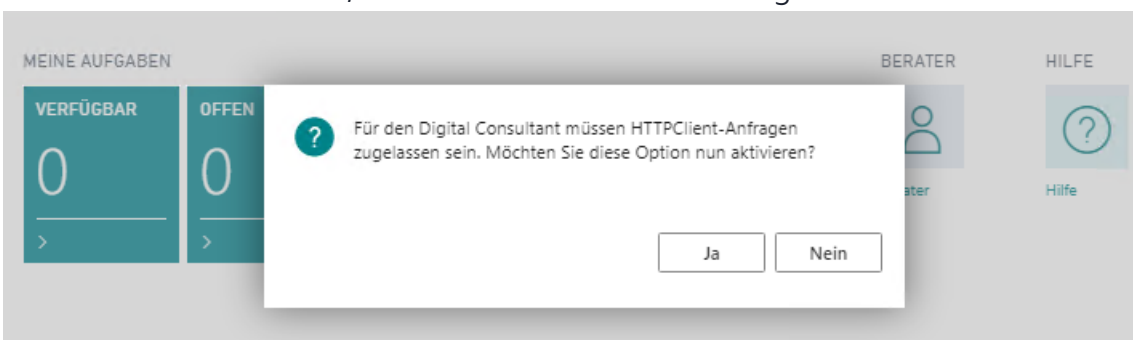 MEINE AUFGABEN
BERATER
HILFE
VERFÜGBAR
OFFEN
0
0
Für den Digital Consultant müssen HTTPClient-Anfragen
zugelassen sein. Möchten Sie diese Option nun aktivieren?
Hilfe
Ja
Nein